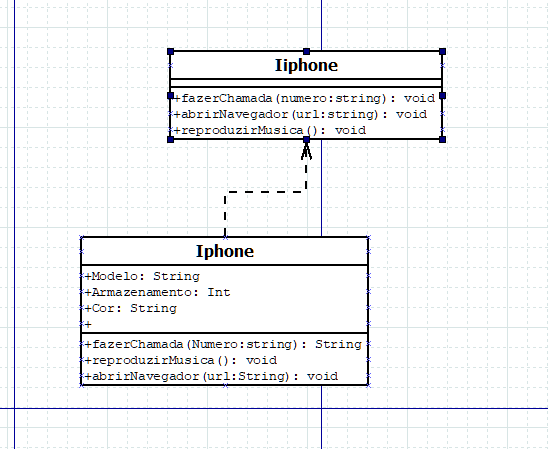 Iiphone
+fazerChamada(numero:string): void
+abrirNavegador(url:string): void
+reproduzirMusica(): void
Iphone
+Modelo: String
+Armazenamento: Int
+Cor: String
+
+fazerChamada(Numero:string): String
+reproduzirMusica(): void
+abrirNavegador(url:String): void